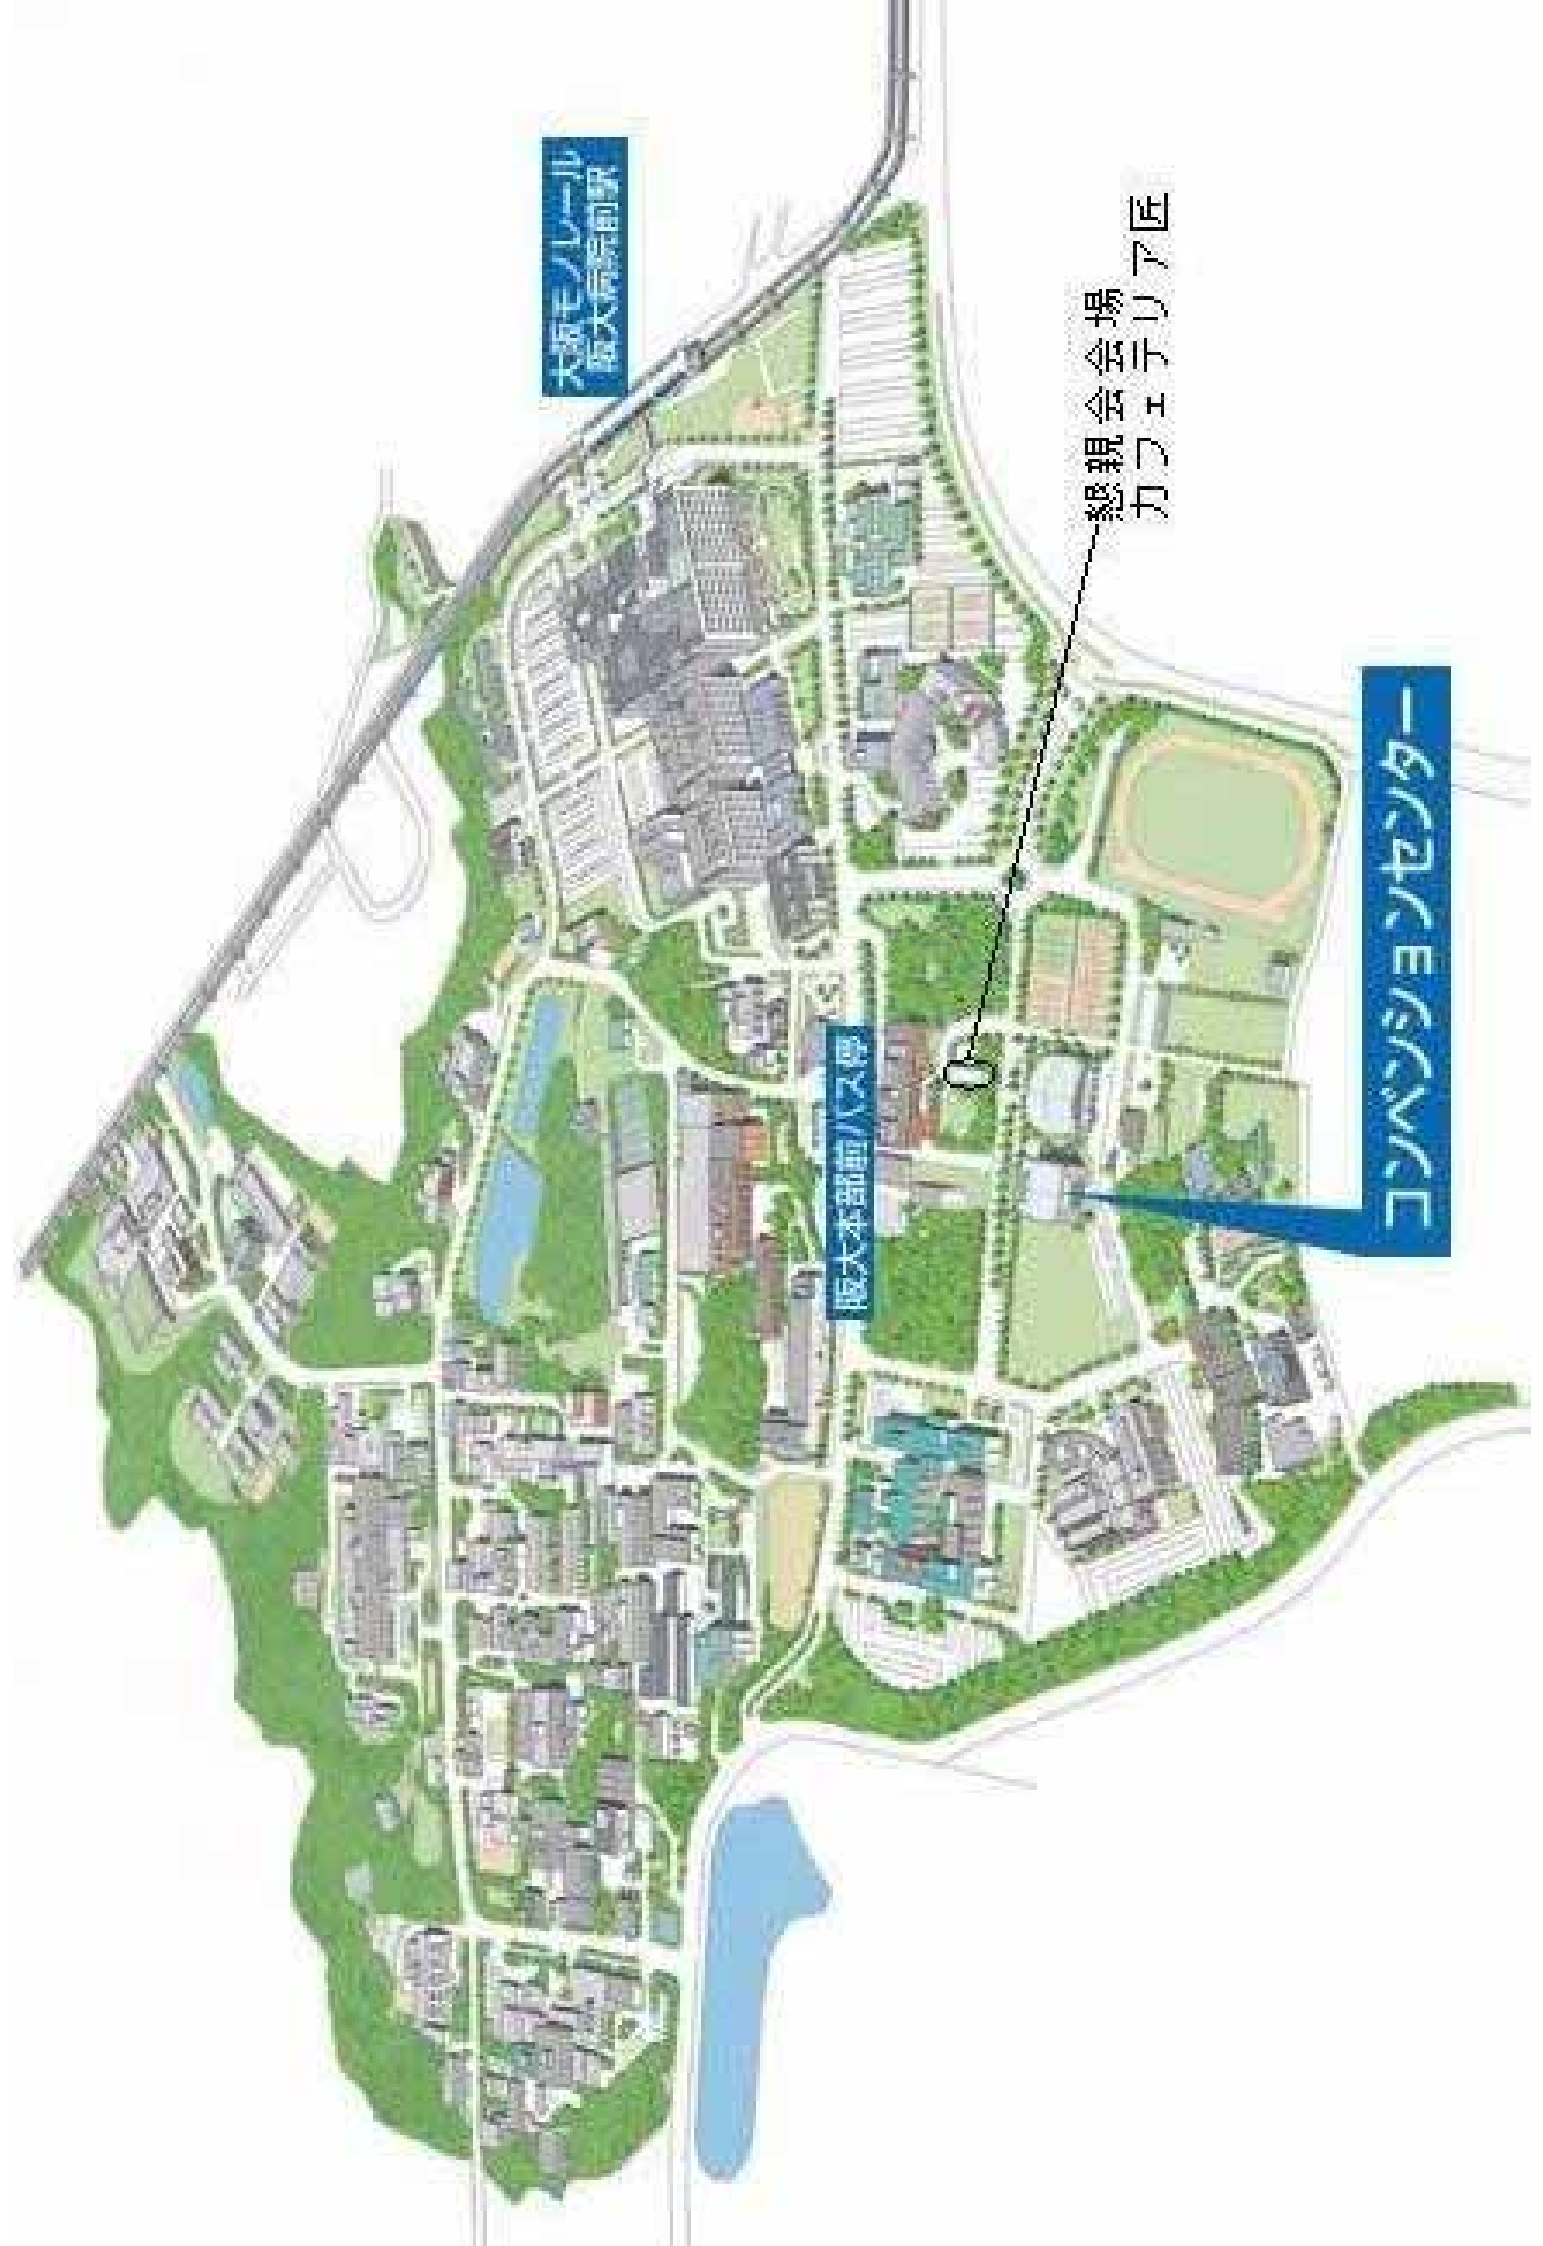 大阪モノレール
阪大病院前駅
懇親会会場
カフェテリア匠
阪大本部前バス停
コンベンションセンター